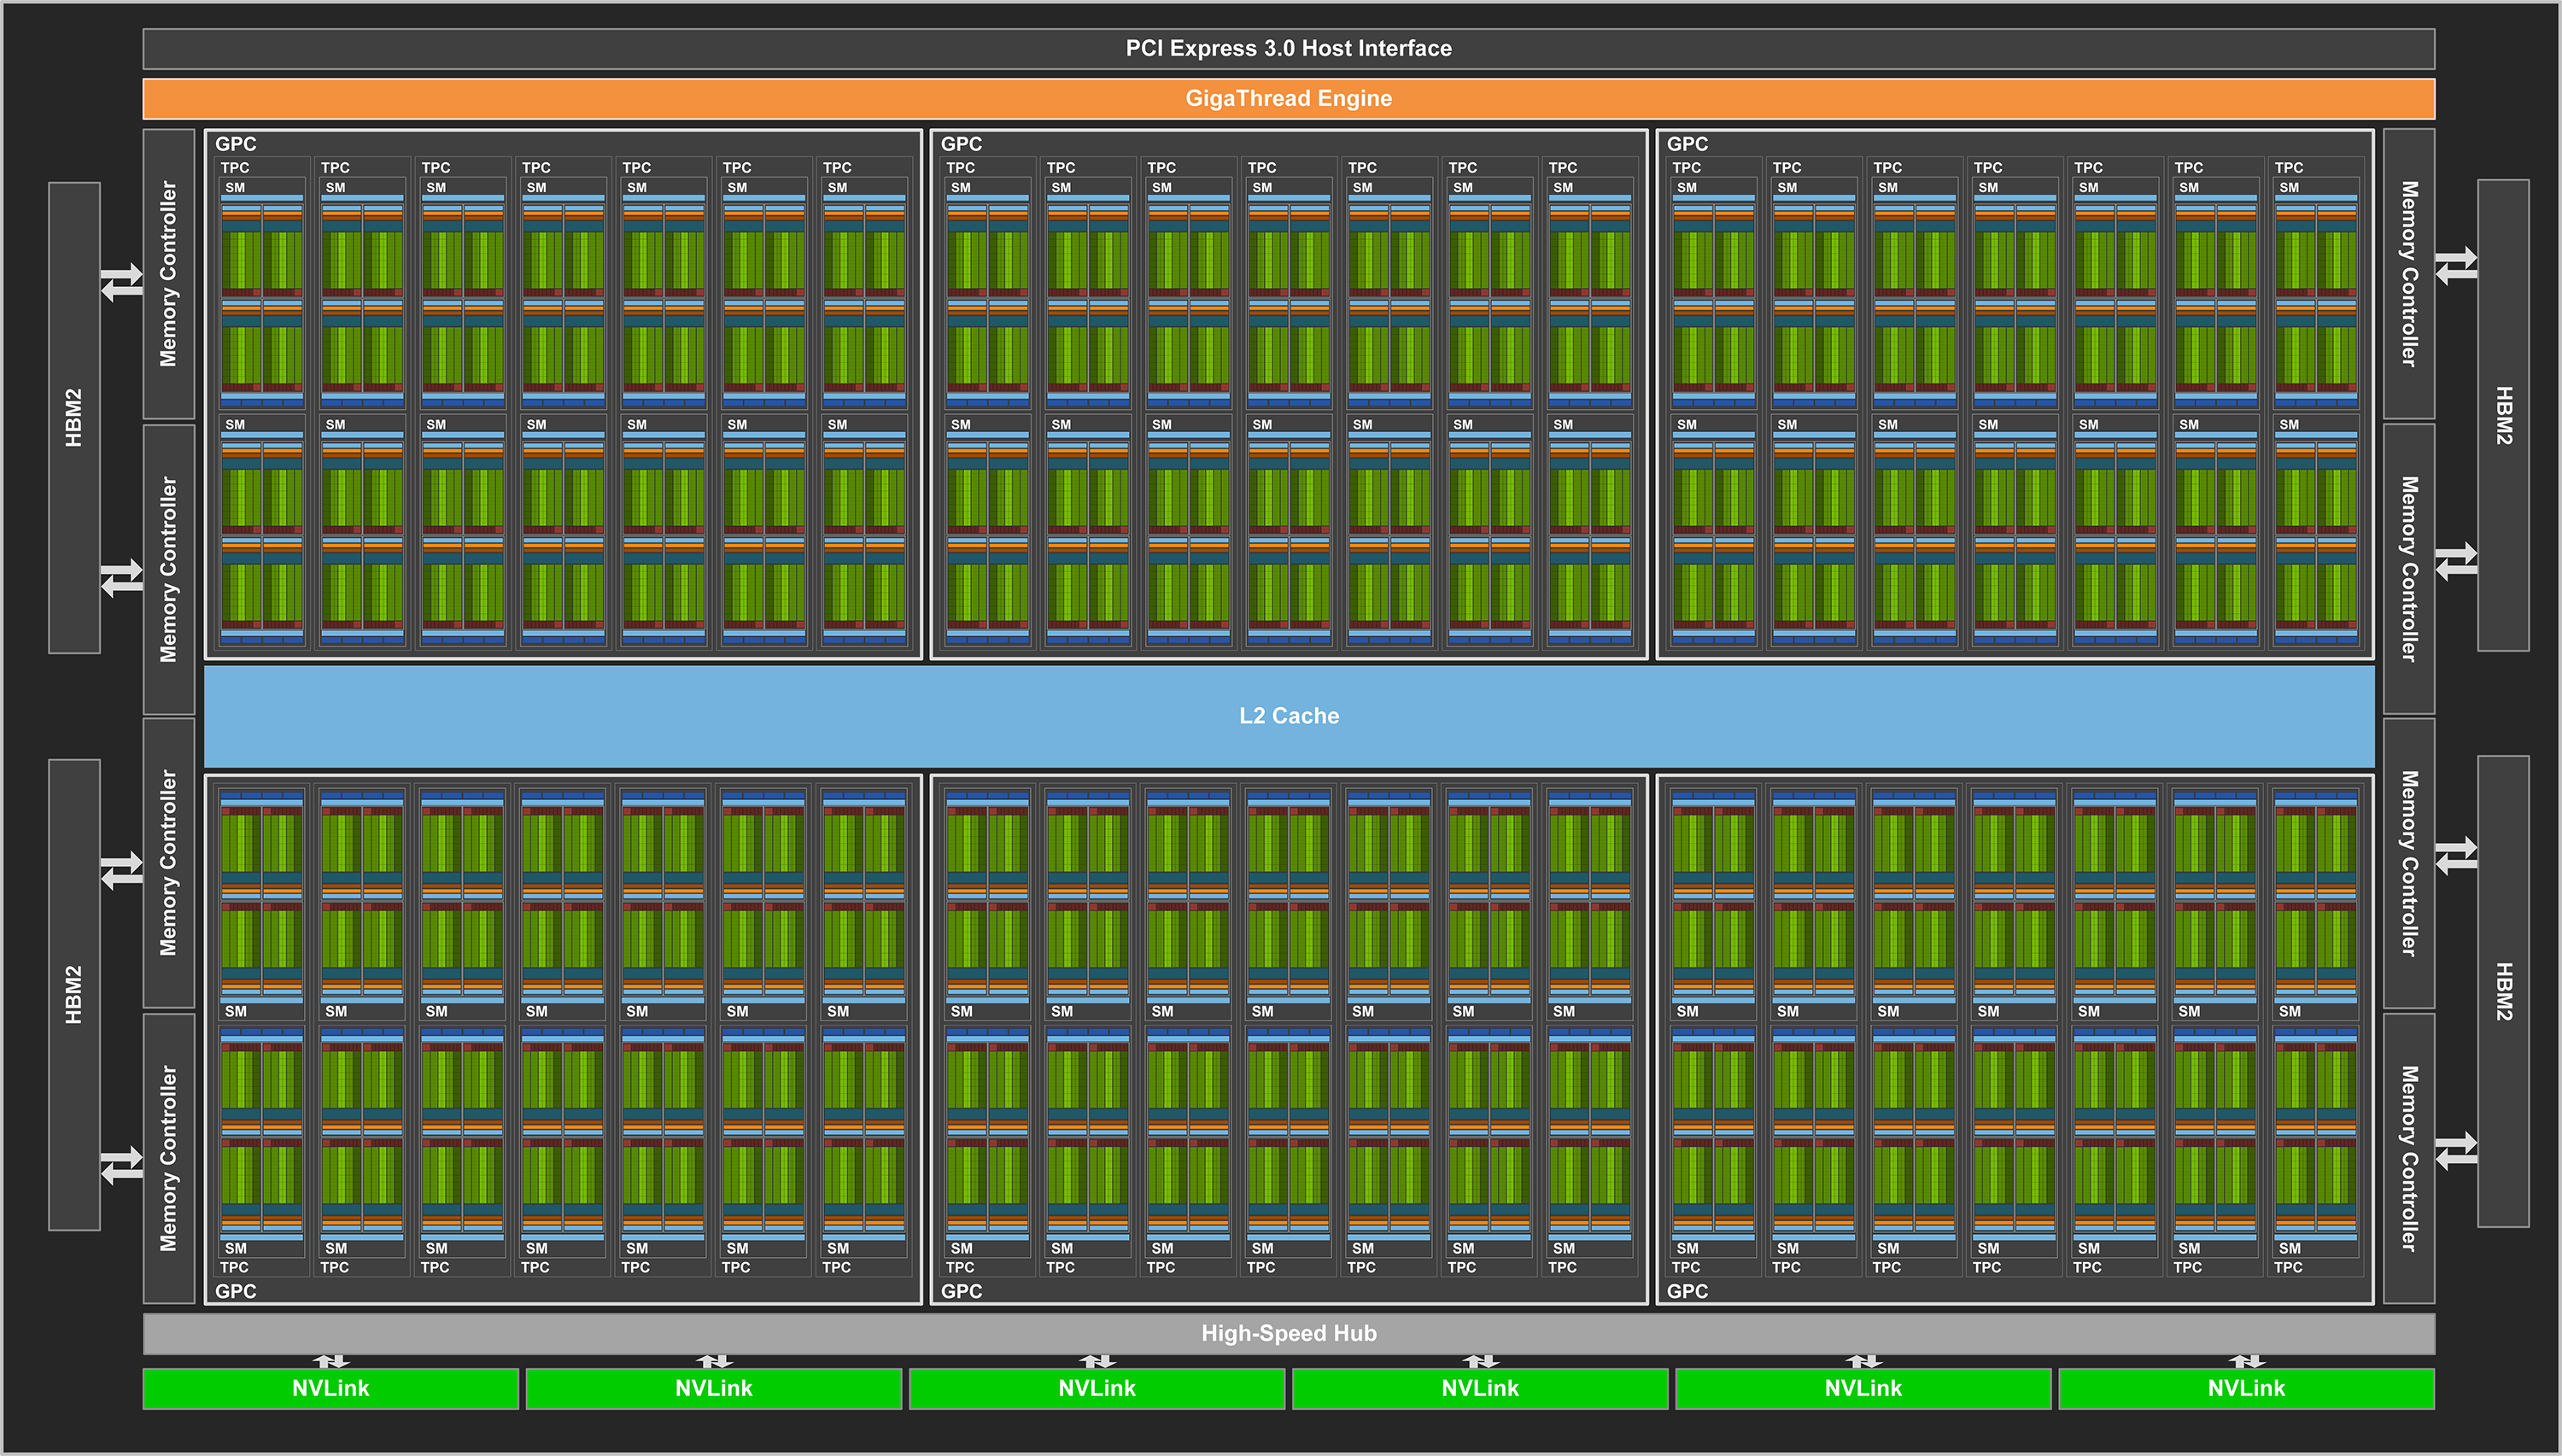 PCI Express 3.0 Host Interface
GigaThread Engine
GPC GPC GPC
TPC TPC TPC TPC TPC TPC TPC TPC TPC TPC TPC TPC TPC TPC TPC TPC TPC TPC TPC TPC TPC
SM SM SM SM SM SM SM SM SM SM SM SM SM SM SM SM SM SM SM SM SM
Memory Controller
Memory Controller
HBM2
HBM2
SM SM SM SM SM SM SM SM SM SM SM SM SM SM SM SM SM SM SM SM SM
Memory Controller
Memory Controller
L2 Cache
Memory Controller
Memory Controller
HBM2
HBM2
SM SM SM SM SM SM SM SM SM SM SM SM SM SM SM SM SM SM SM SM SM
Memory Controller
Memory Controller
SM SM SM SM SM SM SM SM SM SM SM SM SM SM SM SM SM SM SM SM SM
TPC TPC TPC TPC TPC TPC TPC TPC TPC TPC TPC TPC TPC TPC TPC TPC TPC TPC TPC TPC TPC
GPC GPC GPC
High-Speed Hub
NVLink NVLink NVLink NVLink NVLink NVLink